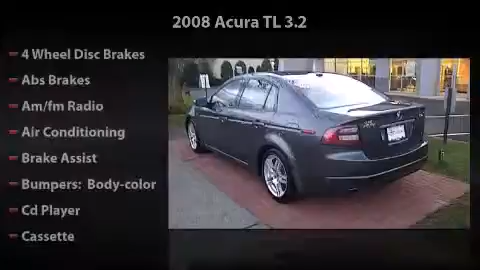 2008 Acura TL 3.2
4 Wheel Disc Brakes
Abs Brakes
Am/fm Radio
Air Conditioning
Brake Assist
Bumpers: Body-color
Cd Player
Cassette